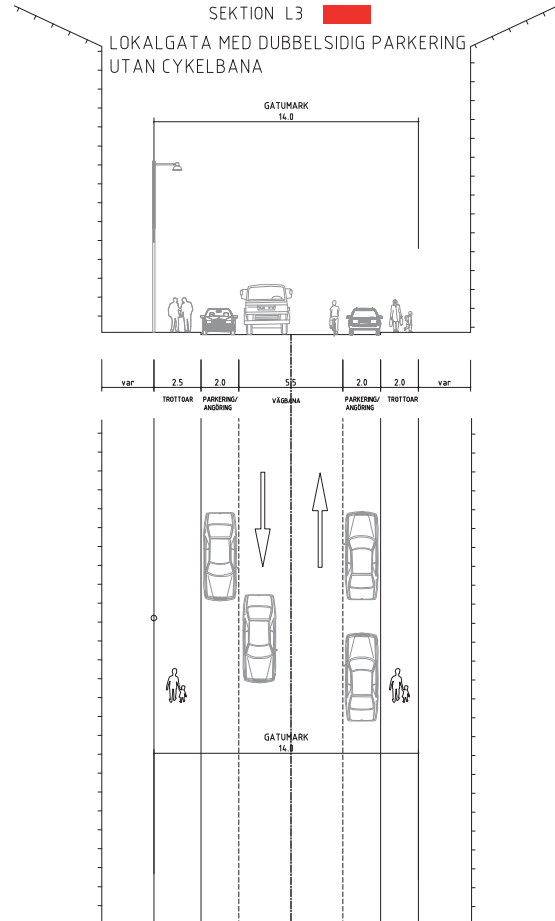 SEKTION L3
LOKALGATA MED DUBBELSIDIG PARKERING
UTAN CYKELBANA
GATUMARK
14.0
var 2.5 2.0 5.5 2.0 2.0 var
TROTTOAR PARKERING/ VÄGBANA PARKERING/ TROTTOAR
ANGÖRING ANGÖRING
GATUMARK
14.0